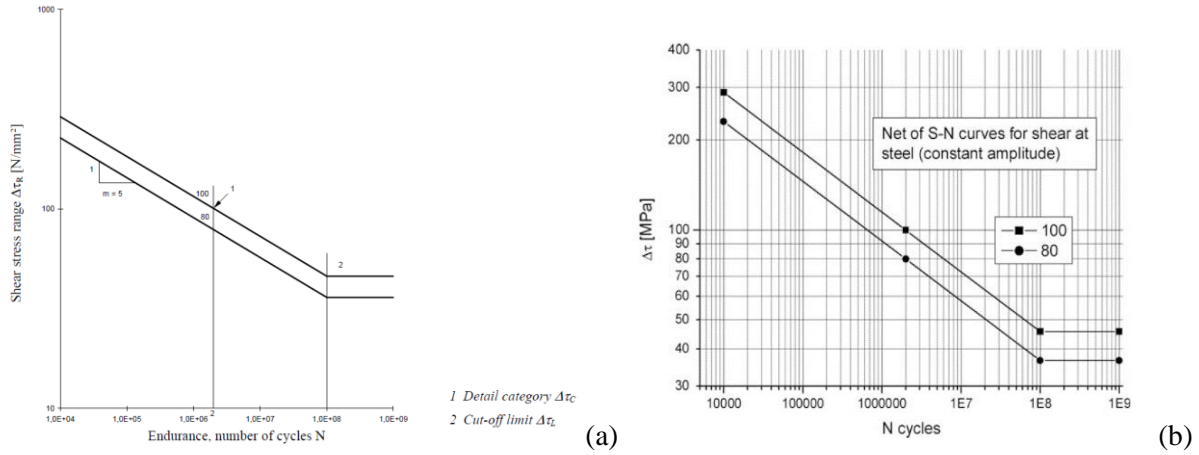 1000
100
10
Shear stress range ΔτR [N/mm²]
1
m = 5
100
80
1
2
1,0E+04 1,0E+05 1,0E+06 1,0E+07 1,0E+08 1,0E+09
2
Endurance, number of cycles N
1 Detail category ΔτC
2 Cut-off limit ΔτL
(a)
400
300
200
100
90
80
70
60
50
40
30
Δτ [MPa]
Net of S-N curves for shear at
steel (constant amplitude)
100
80
10000 100000 1000000 1E7 1E8 1E9
N cycles
(b)